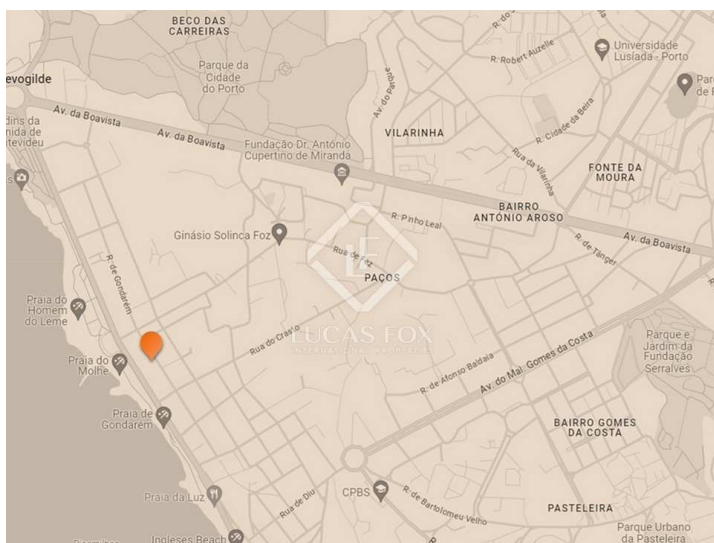 BECO DAS
CARREIRAS
R. Robert Auzelle
Universidade
Lusíada - Porto
evogilde
Parque da
Cidade
do Porto
Av. da Boavista
Av. da Boavista
VILARINHA
R. Cidade da Beira
Fundação Dr. António
Cupertino de Miranda
Rua da Vilarinha
FONTE DA
MOURA
BAIRRO
ANTÓNIO AROSO
R. Pinho Leal
Ginásio Solinca Foz
R. de Tânger
Av. da Boavista
PAÇOS
R. de Gondarém
LF
LUCAS FOX
Praia do
Homem
do Leme
Rua do Crasto
Praia do
Molhe
R. de Afonso Baldaia
Av. do Mal. Gomes da Costa
Parque e
Jardim da
Fundação
Serralves
Praia de
Gondarém
BAIRRO GOMES
DA COSTA
Praia da Luz
Rua de Diu
CPBS
R. de Bartolomeu Velho
PASTELEIRA
Ingleses Beach
Parque Urbano
da Pasteleira